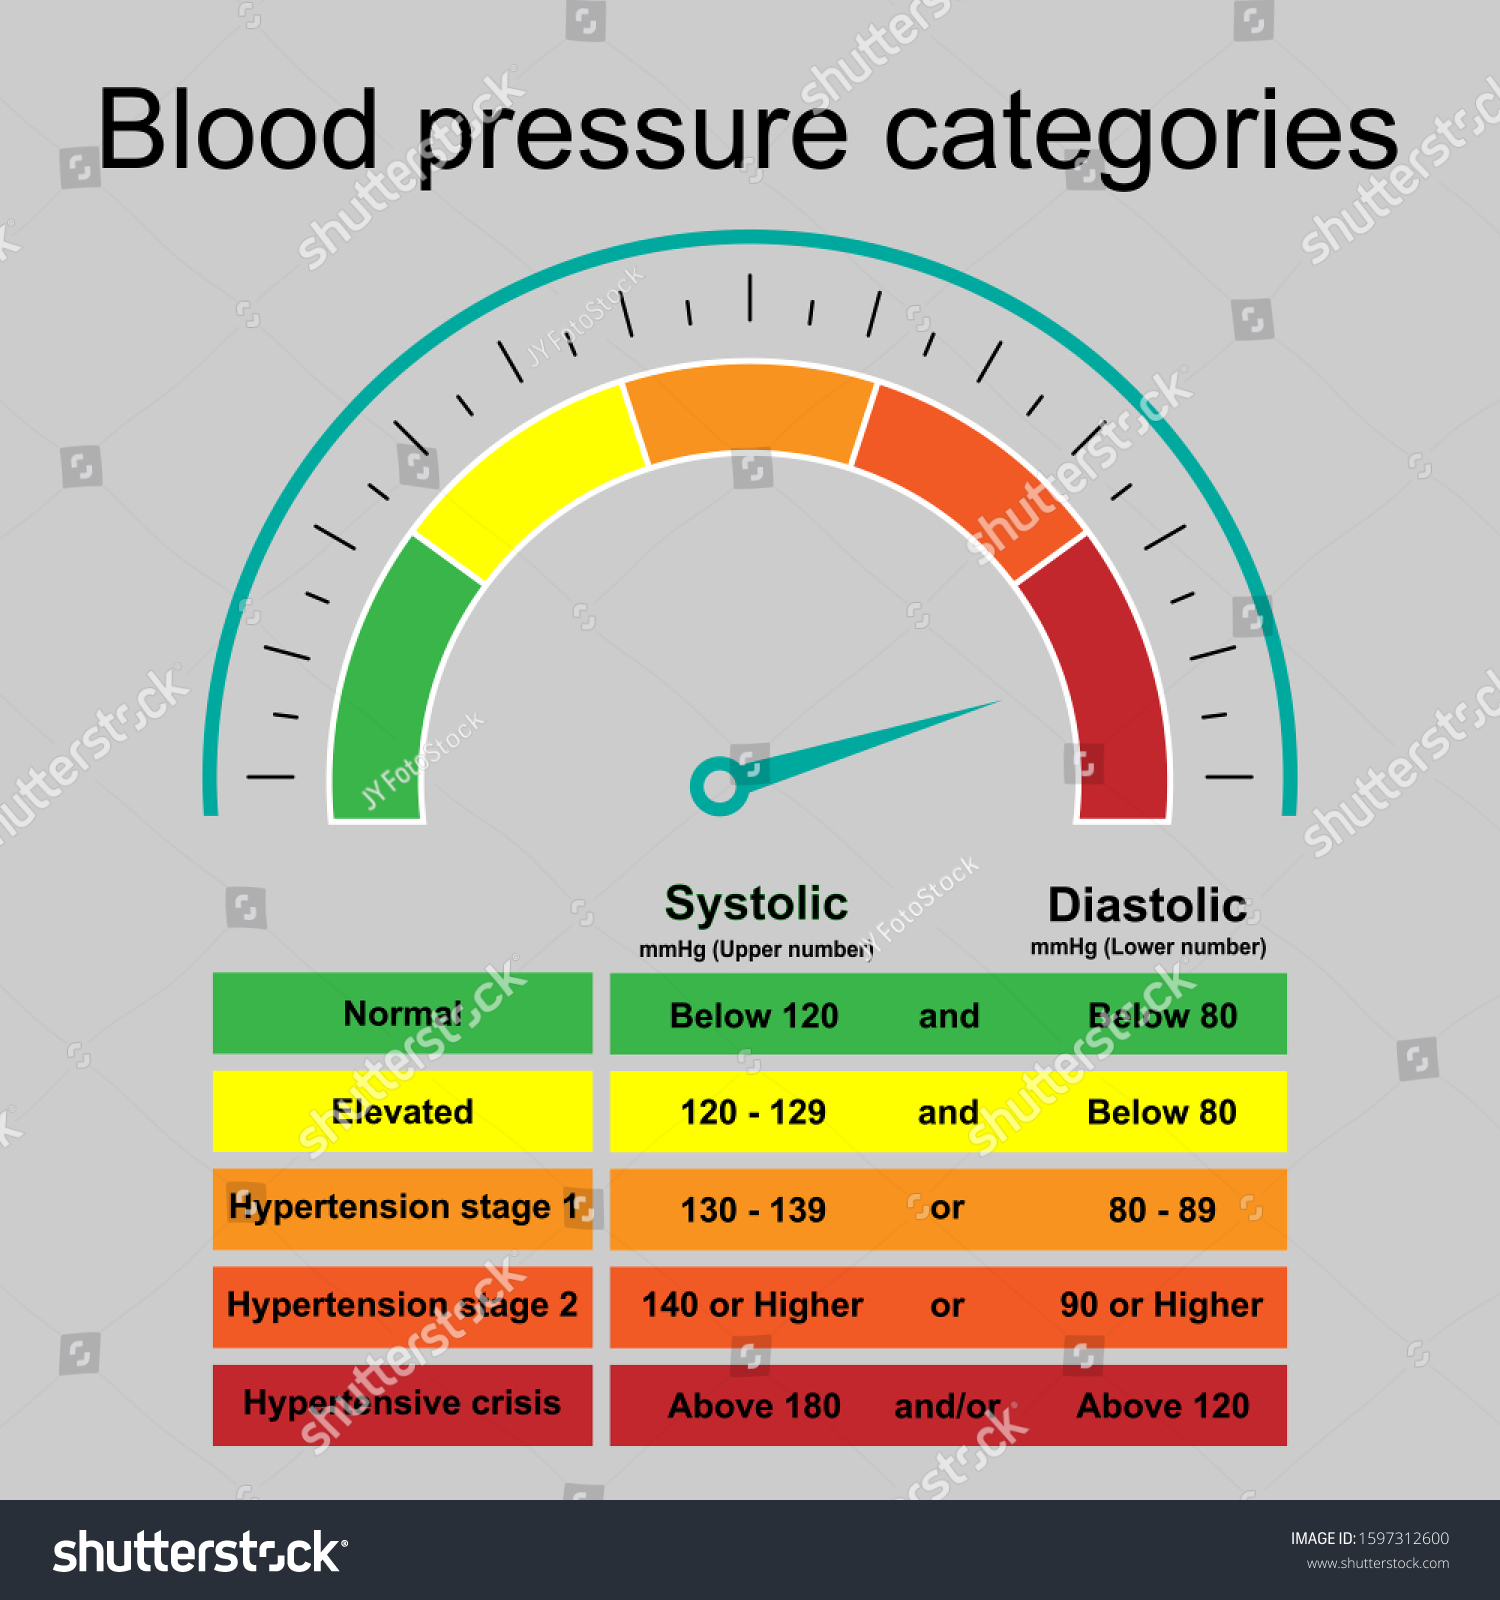 Blood pressure categories
Systolic
mmHg (Upper number)
Diastolic
mmHg (Lower number)
Normal Below 120 and Below 80
Elevated 120 - 129 and Below 80
Hypertension stage 1 130 - 139 or 80 - 89
Hypertension stage 2 140 or Higher or 90 or Higher
Hypertensive crisis Above 180 and/or Above 120
shutterstock
JY FotoStock
IMAGE ID: 1597312600
www.shutterstock.com